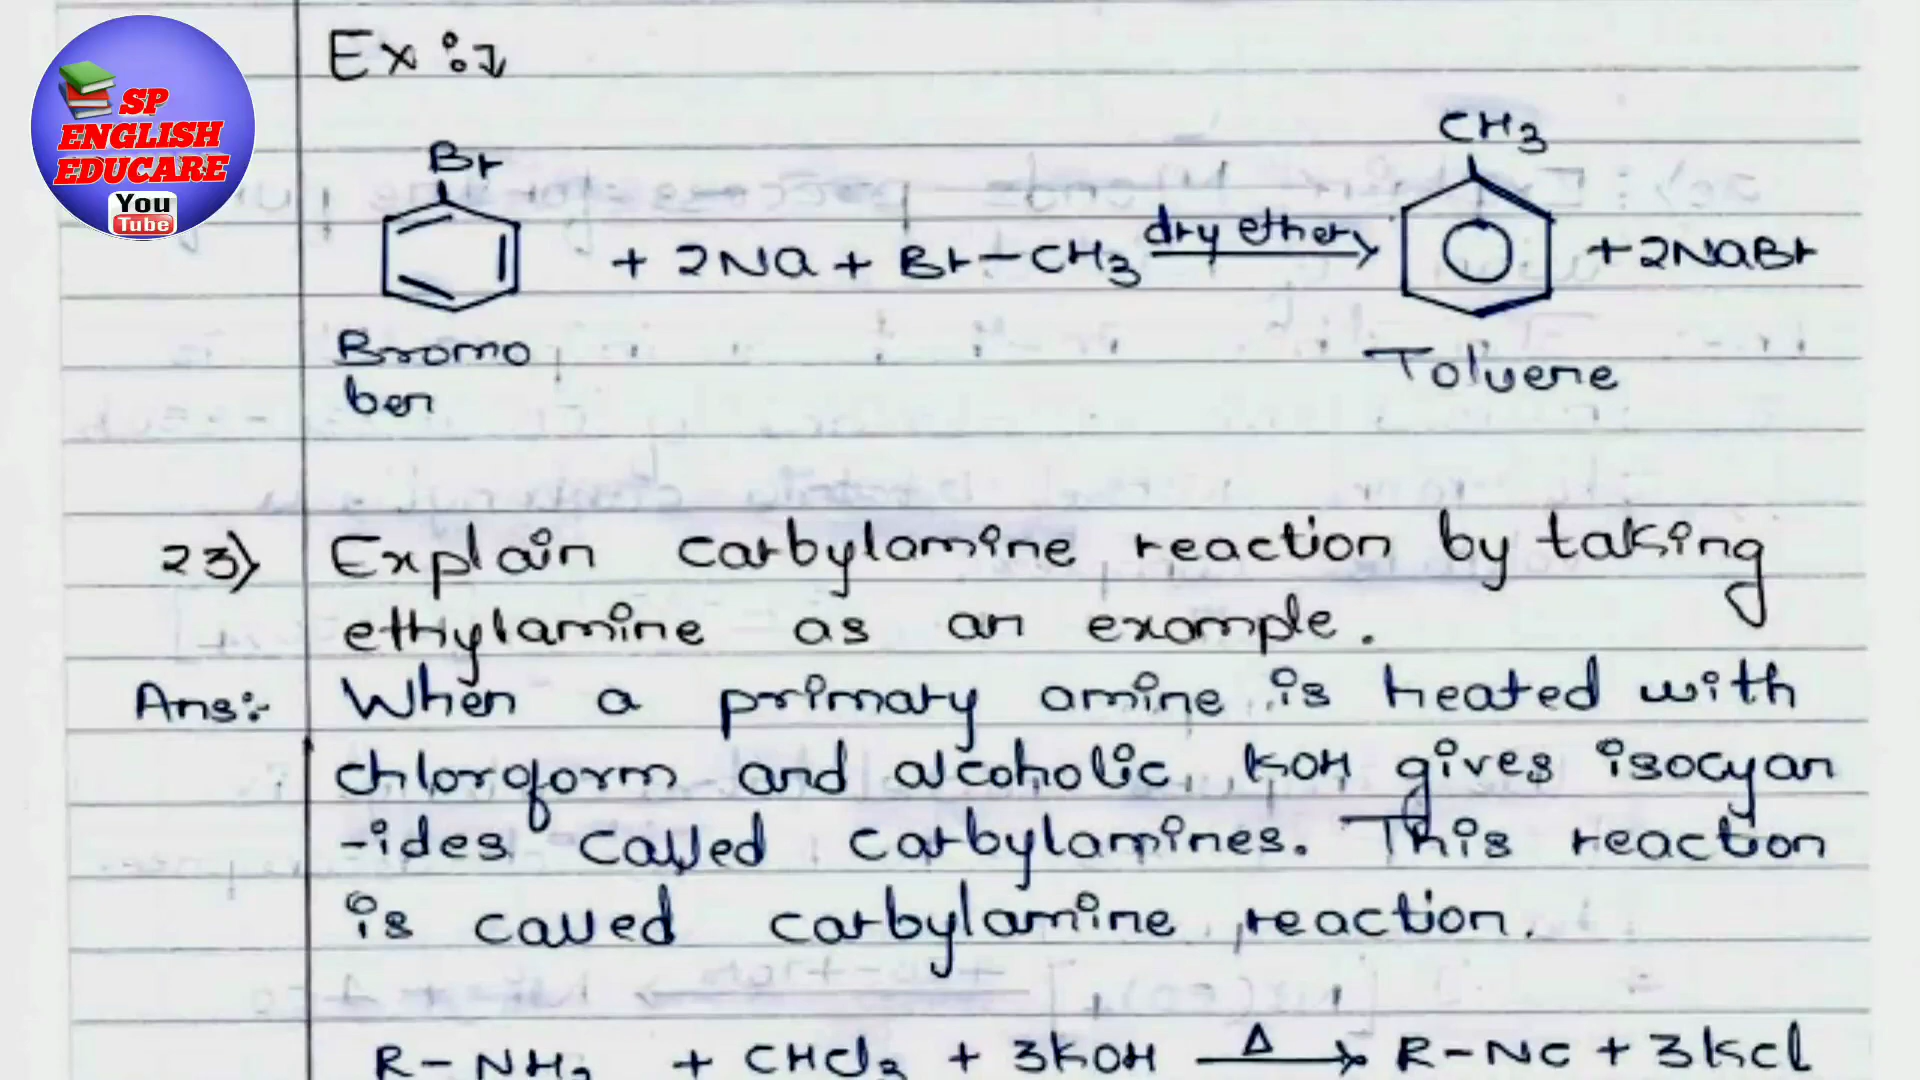 SP
ENGLISH
EDUCARE
You
Tube
Ex :↴
Br
CH3
+ 2Na + Br-CH3 dry ether → + 2NaBr
Bromo
ben
Toluene
23) Explain carbylamine reaction by taking
ethylamine as an example.
Ans:- When a primary amine is heated with
chloroform and alcoholic KOH gives isocyan
-ides called carbylamines. This reaction
is called carbylamine reaction.
R-NH2 + CHCl3 + 3KOH Δ→ R-NC + 3KCl